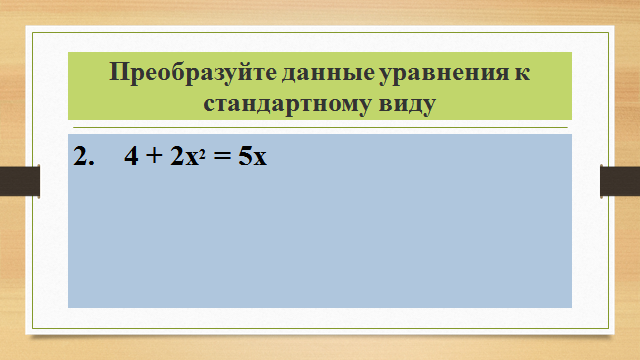 Преобразуйте данные уравнения к
стандартному виду
2. 4 + 2x² = 5x